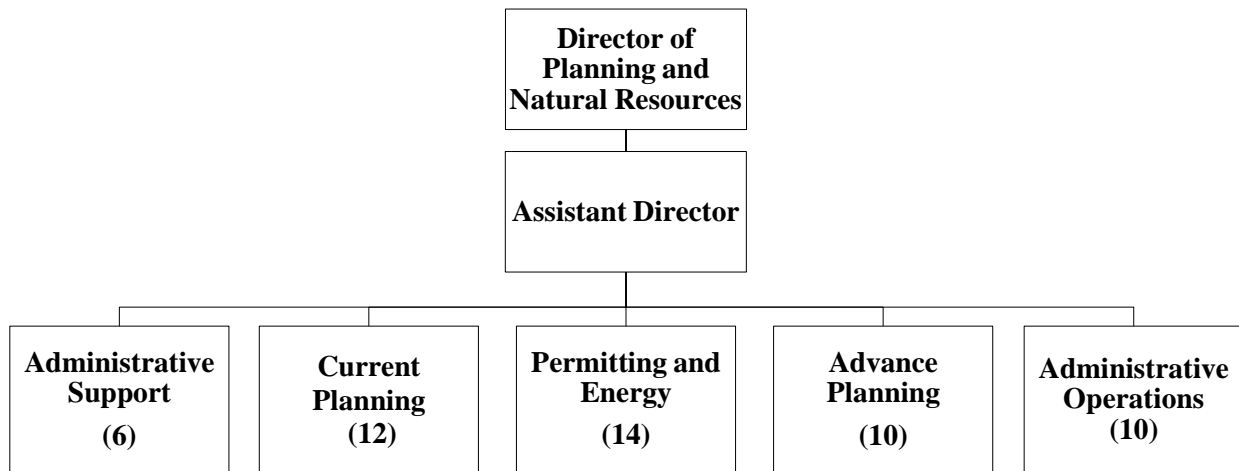 Director of
Planning and
Natural Resources
Assistant Director
Administrative
Support
(6)
Current
Planning
(12)
Permitting and
Energy
(14)
Advance
Planning
(10)
Administrative
Operations
(10)